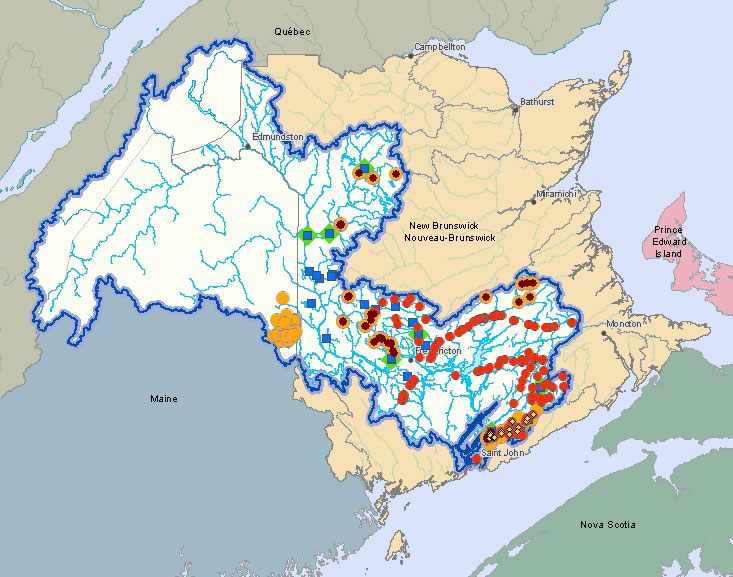 Québec
Campbellton
Bathurst
Edmundston
Miramichi
New Brunswick
Nouveau-Brunswick
Prince
Edward
Island
Moncton
Fredericton
Maine
Saint John
Nova Scotia